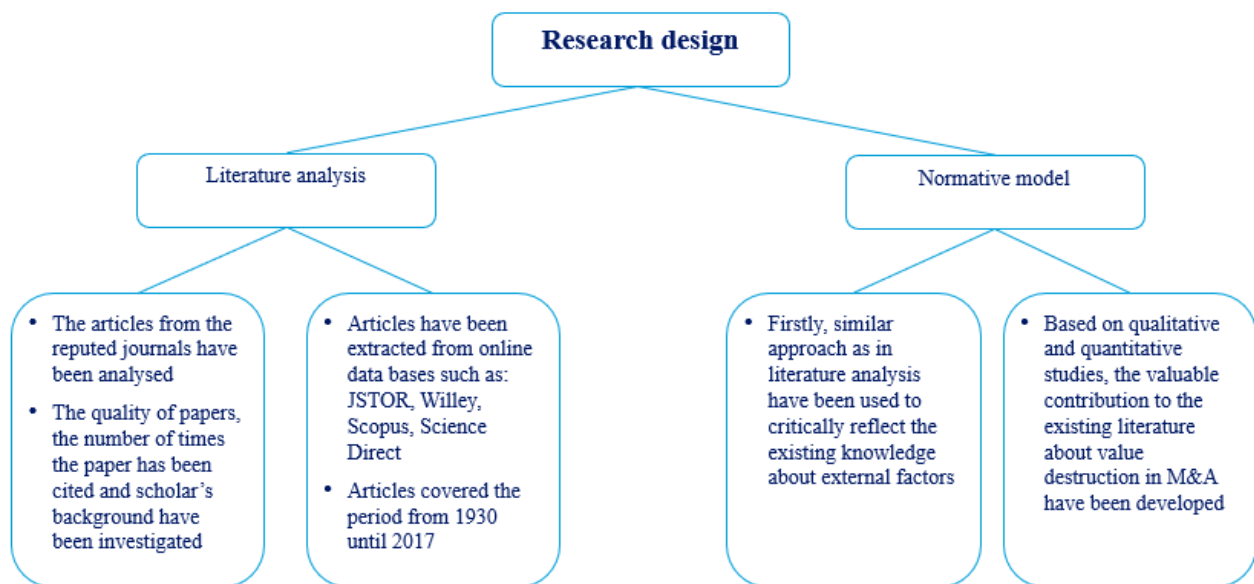 Research design
Literature analysis
Normative model
• The articles from the
reputed journals have
been analysed
• The quality of papers,
the number of times
the paper has been
cited and scholar's
background have
been investigated
• Articles have been
extracted from online
data bases such as:
JSTOR, Willey,
Scopus, Science
Direct
• Articles covered the
period from 1930
until 2017
• Firstly, similar
approach as in
literature analysis
have been used to
critically reflect the
existing knowledge
about external factors
• Based on qualitative
and quantitative
studies, the valuable
contribution to the
existing literature
about value
destruction in M&A
have been developed